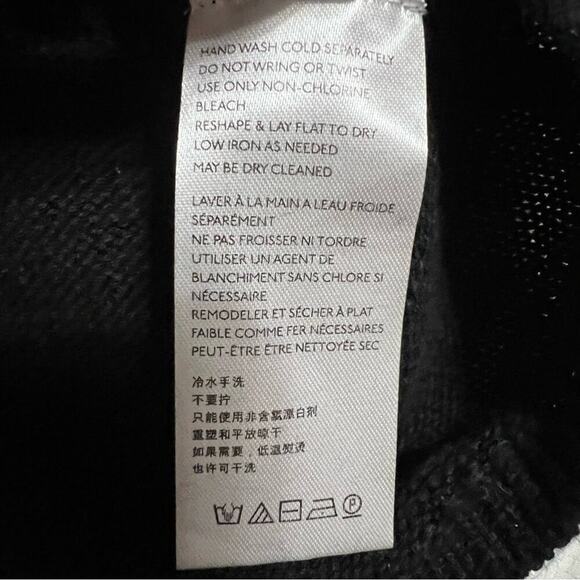 HAND WASH COLD SEPARATELY
DO NOT WRING OR TWIST
USE ONLY NON-CHLORINE
BLEACH
RESHAPE & LAY FLAT TO DRY
LOW IRON AS NEEDED
MAY BE DRY CLEANED
LAVER À LA MAIN A LEAU FROIDE
SÉPARÉMENT
NE PAS FROISSER NI TORDRE
UTILISER UN AGENT DE
BLANCHIMENT SANS CHLORE SI
NÉCESSAIRE
REMODELER ET SÉCHER À PLAT
FAIBLE COMME FER NÉCESSAIRES
PEUT-ÊTRE ÊTRE NETTOYÉE SEC
冷水手洗
不要拧
只能使用非含氯漂白剂
重塑和平放晾干
如果需要,低温熨烫
也许可干洗
P